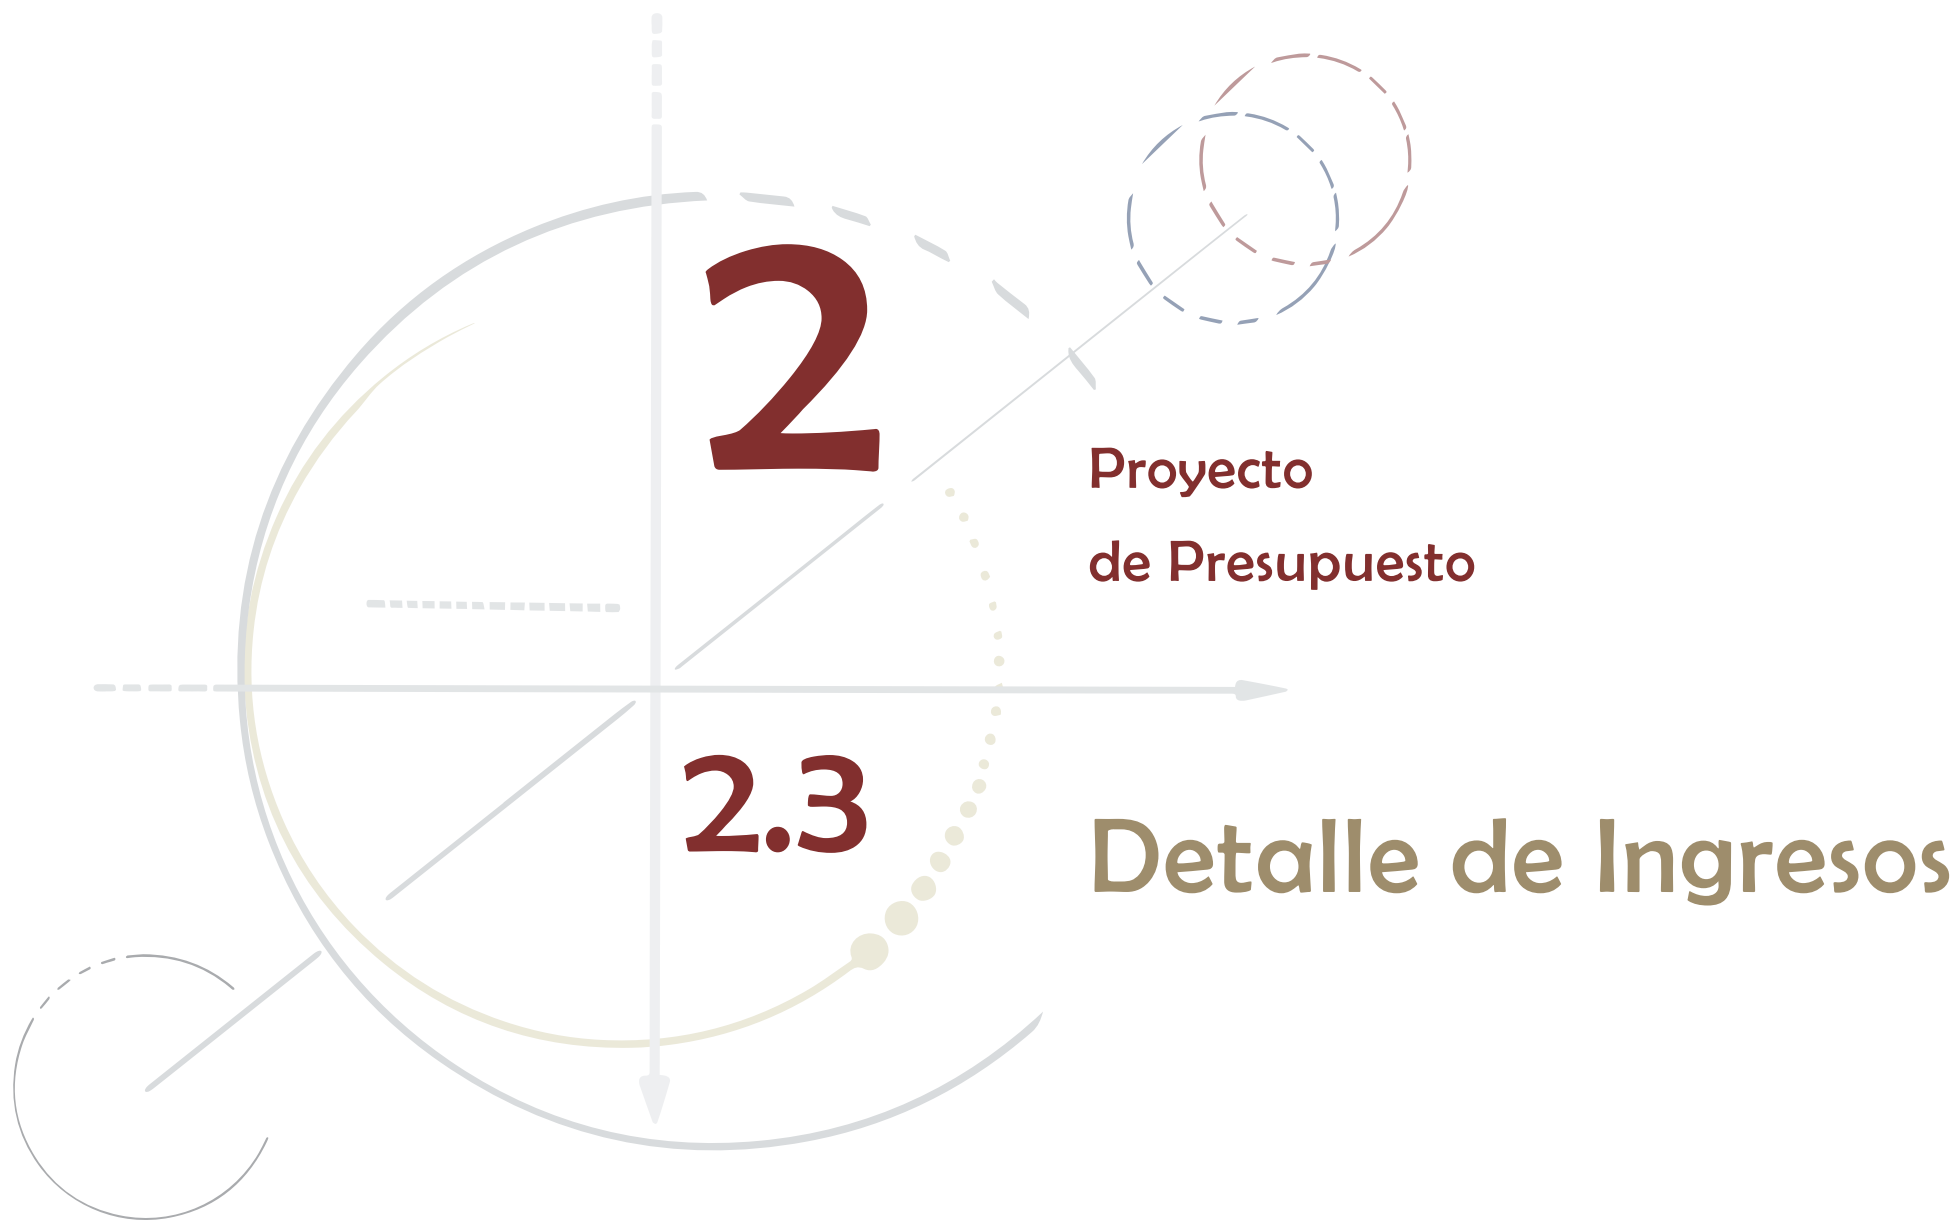 2
Proyecto
de Presupuesto
2.3
Detalle de Ingresos